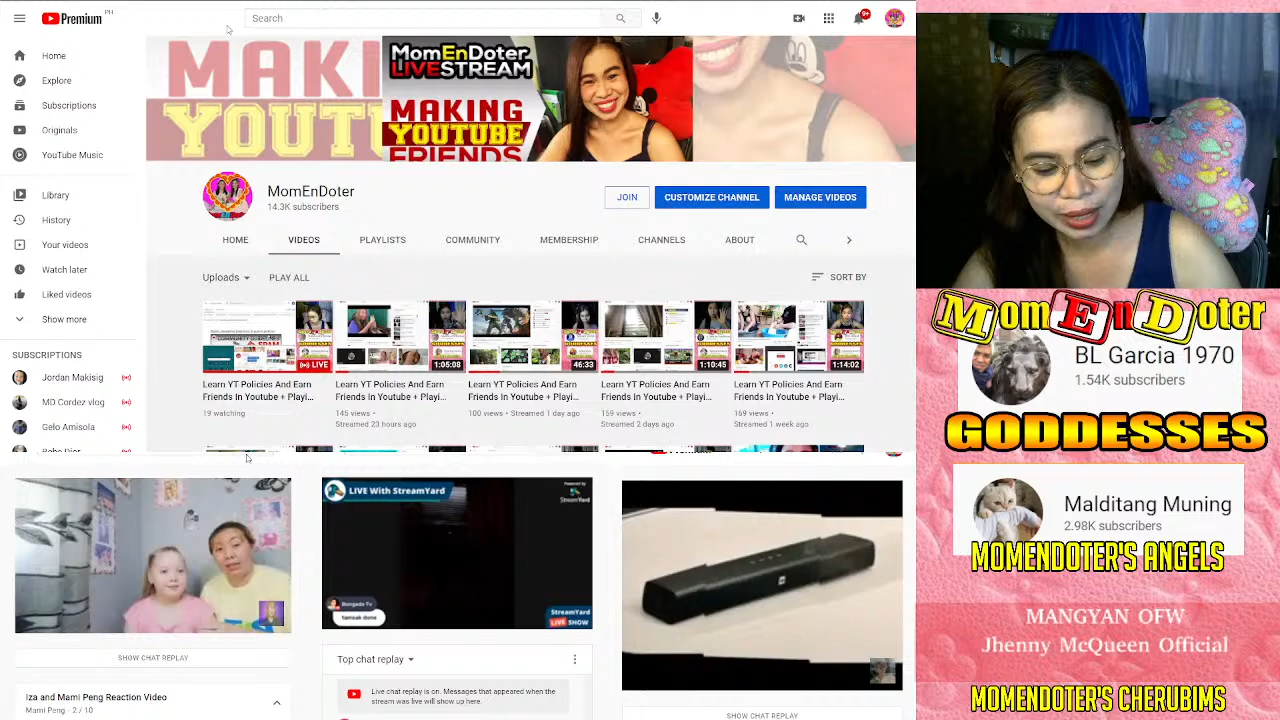 Premium PH
Search
9+
Home
Explore
Subscriptions
Originals
YouTube Music
Library
History
Your videos
Watch later
Liked videos
Show more
SUBSCRIPTIONS
Jordan Makisig
MD Cordez vlog
Gelo Amisola
MAKI
YOUT
MomEnDoter
LIVESTREAM
MAKING
YOUTUBE
FRIENDS
MomEnDoter
14.3K subscribers
JOIN
CUSTOMIZE CHANNEL
MANAGE VIDEOS
HOME VIDEOS PLAYLISTS COMMUNITY MEMBERSHIP CHANNELS ABOUT
Uploads PLAY ALL SORT BY
LIVE
1:05:08
46:33
1:10:45
1:14:02
Learn YT Policies And Earn
Friends In Youtube + Playi...
19 watching
Learn YT Policies And Earn
Friends In Youtube + Playi...
145 views •
Streamed 23 hours ago
Learn YT Policies And Earn
Friends In Youtube + Playi...
100 views • Streamed 1 day ago
Learn YT Policies And Earn
Friends In Youtube + Playi...
159 views •
Streamed 2 days ago
Learn YT Policies And Earn
Friends In Youtube + Playi...
169 views •
Streamed 1 week ago
SHOW CHAT REPLAY
Iza and Mami Peng Reaction Video
Mami Peng - 2 / 10
LIVE With StreamYard
Powered by
StreamYard
Bongada Tv
tamsak done
StreamYard
LIVE SHOW
Top chat replay
Live chat replay is on. Messages that appeared when the
stream was live will show up here.
SHOW CHAT REPLAY
MomEnDoter
BL Garcia 1970
1.54K subscribers
GODDESSES
Malditang Muning
2.98K subscribers
MOMENDOTER'S ANGELS
MANGYAN OFW
Jhenny McQueen Official
MOMENDOTER'S CHERUBIMS